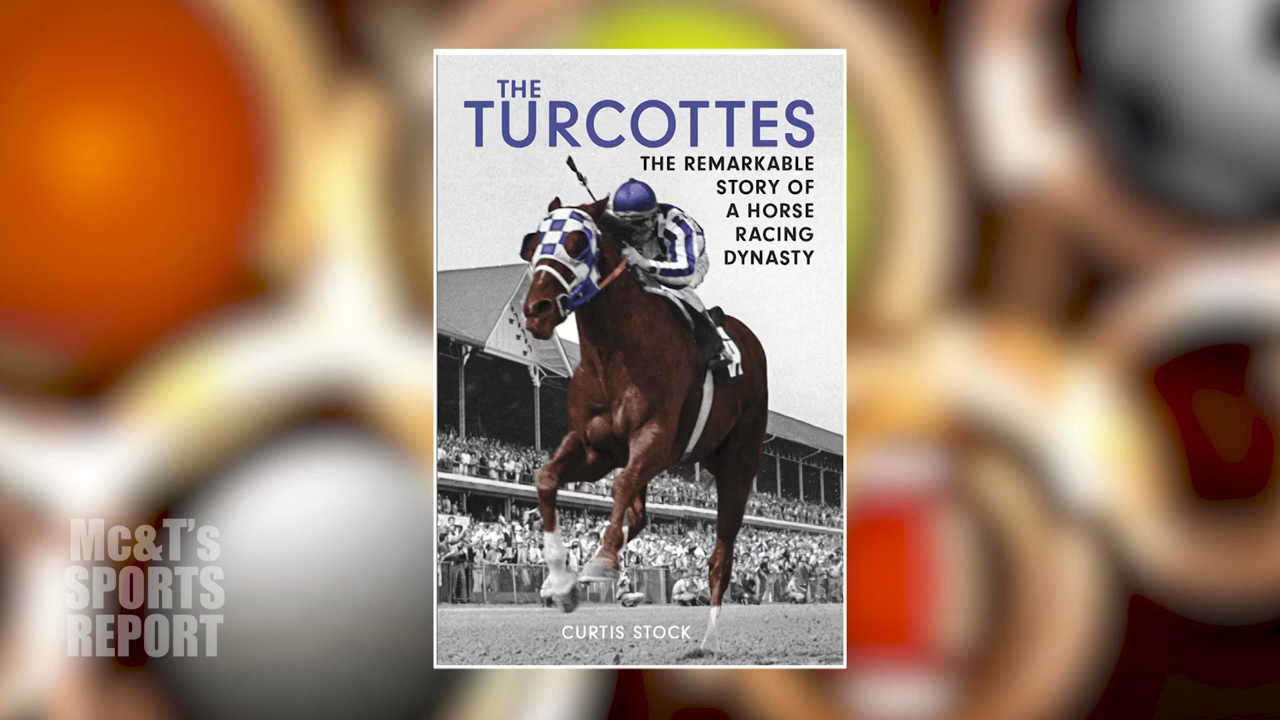 THE
TURCOTTES
THE REMARKABLE
STORY OF
A HORSE
RACING
DYNASTY
CURTIS STOCK
Mc&T's
SPORTS
REPORT